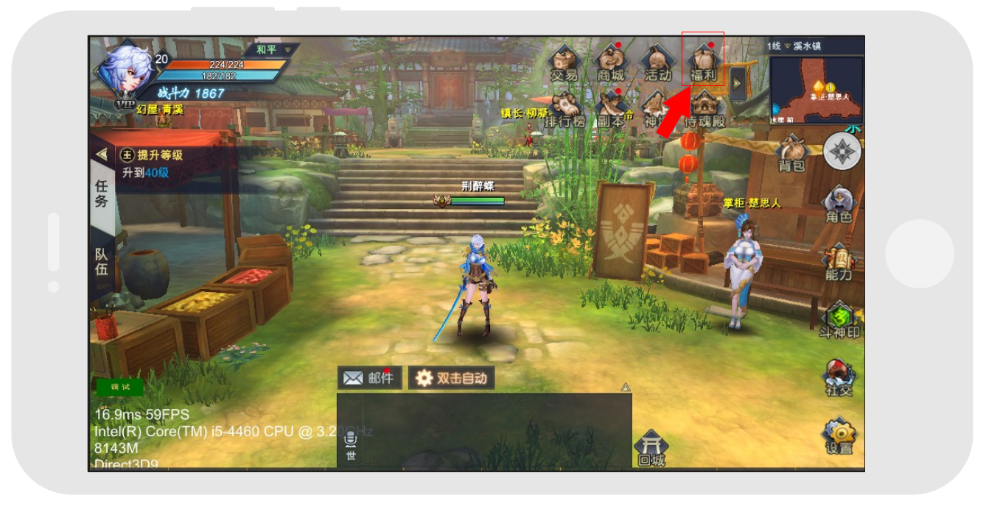 和平
20
224/224
182/182
战斗力 1867
VIP
幻屋·青溪
交易
商城
活动
福利
1线 溪水镇
掌柜·楚思人
镇长·柳凝
排行榜
副本
神
侍魂殿
背包
主 提升等级
升到40级
任务
队伍
荆醉蝶
掌柜·楚思人
角色
能力
斗神印
社交
设置
邮件
双击自动
调试
16.9ms 59FPS
Intel(R) Core(TM) i5-4460 CPU @ 3.20GHz
8143M
Direct3D9
世
回城